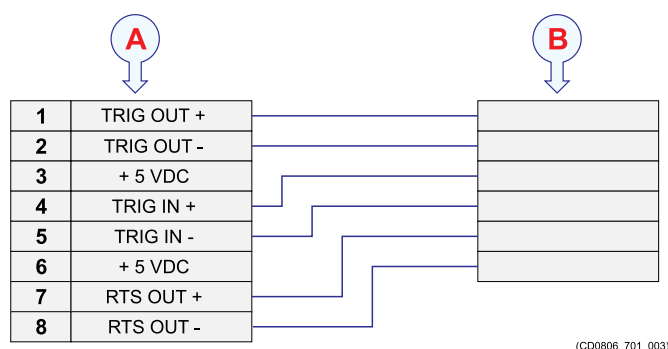 A B
1 TRIG OUT +
2 TRIG OUT -
3 + 5 VDC
4 TRIG IN +
5 TRIG IN -
6 + 5 VDC
7 RTS OUT +
8 RTS OUT -
(CD0806_701_003)